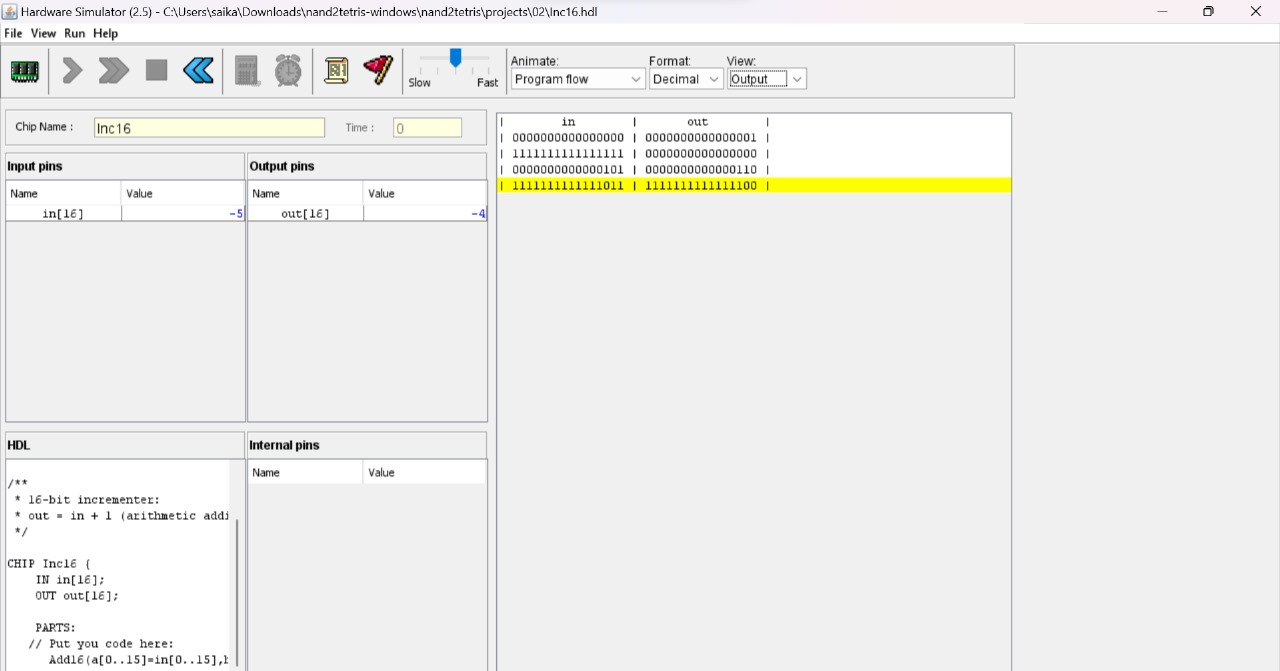 Hardware Simulator (2.5) - C:\Users\saika\Downloads\nand2tetris-windows\nand2tetris\projects\02\Inc16.hdl
File View Run Help
Slow Fast
Animate: Format: View:
Program flow Decimal Output
Chip Name : Inc16 Time : 0
Input pins Output pins
Name Value Name Value
in[16] -5 out[16] -4
| in | out |
| 0000000000000000 | 0000000000000001 |
| 1111111111111111 | 0000000000000000 |
| 0000000000000101 | 0000000000000110 |
| 1111111111111011 | 1111111111111100 |
HDL Internal pins
Name Value
/**
* 16-bit incrementer:
* out = in + 1 (arithmetic addi
*/
CHIP Inc16 {
IN in[16];
OUT out[16];
PARTS:
// Put you code here:
Add16(a[0..15]=in[0..15],